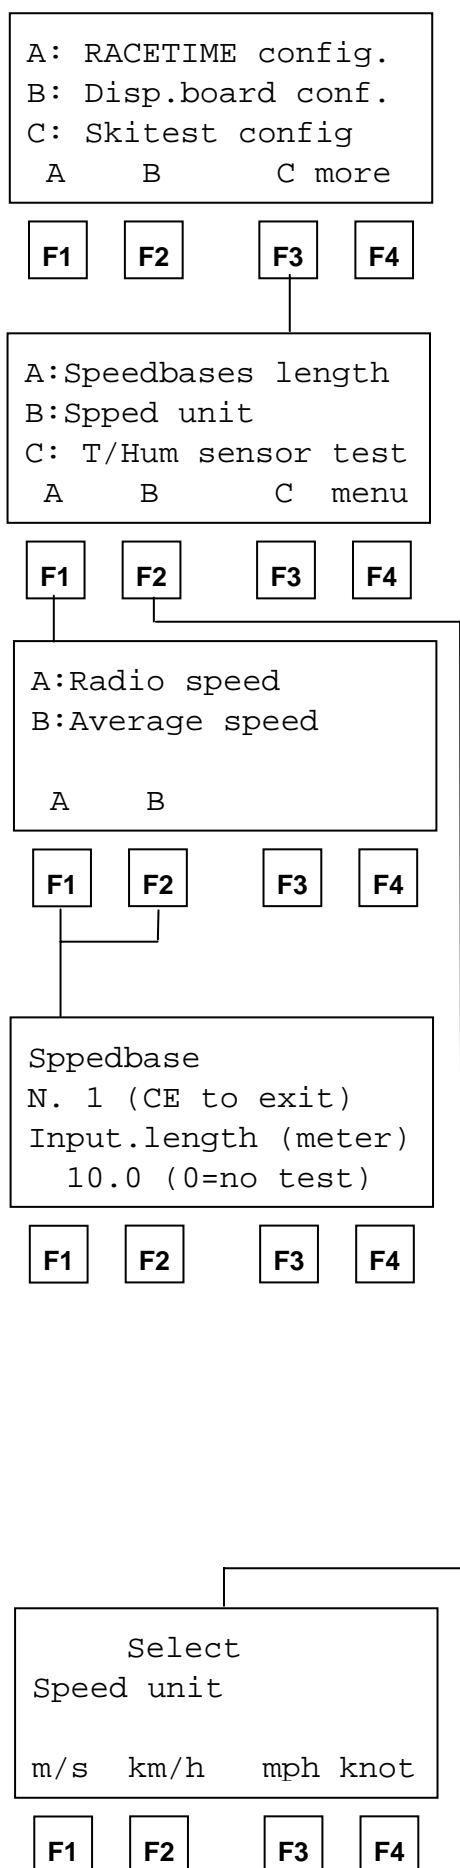 A: RACETIME config.
B: Disp.board conf.
C: Skitest config
A B C more
F1 F2 F3 F4
A:Speedbases length
B:Spped unit
C: T/Hum sensor test
A B C menu
F1 F2 F3 F4
A:Radio speed
B:Average speed
A B
F1 F2 F3 F4
Sppedbase
N. 1 (CE to exit)
Input.length (meter)
10.0 (0=no test)
F1 F2 F3 F4
Select
Speed unit
m/s km/h mph knot
F1 F2 F3 F4